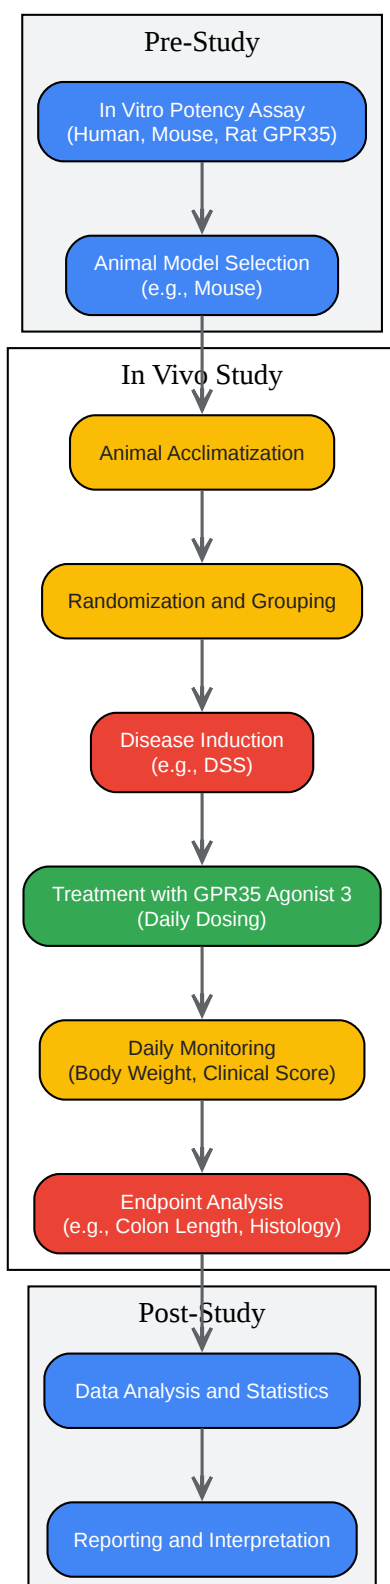 Pre-Study
In Vitro Potency Assay
(Human, Mouse, Rat GPR35)
Animal Model Selection
(e.g., Mouse)
In Vivo Study
Animal Acclimatization
Randomization and Grouping
Disease Induction
(e.g., DSS)
Treatment with GPR35 Agonist 3
(Daily Dosing)
Daily Monitoring
(Body Weight, Clinical Score)
Endpoint Analysis
(e.g., Colon Length, Histology)
Post-Study
Data Analysis and Statistics
Reporting and Interpretation